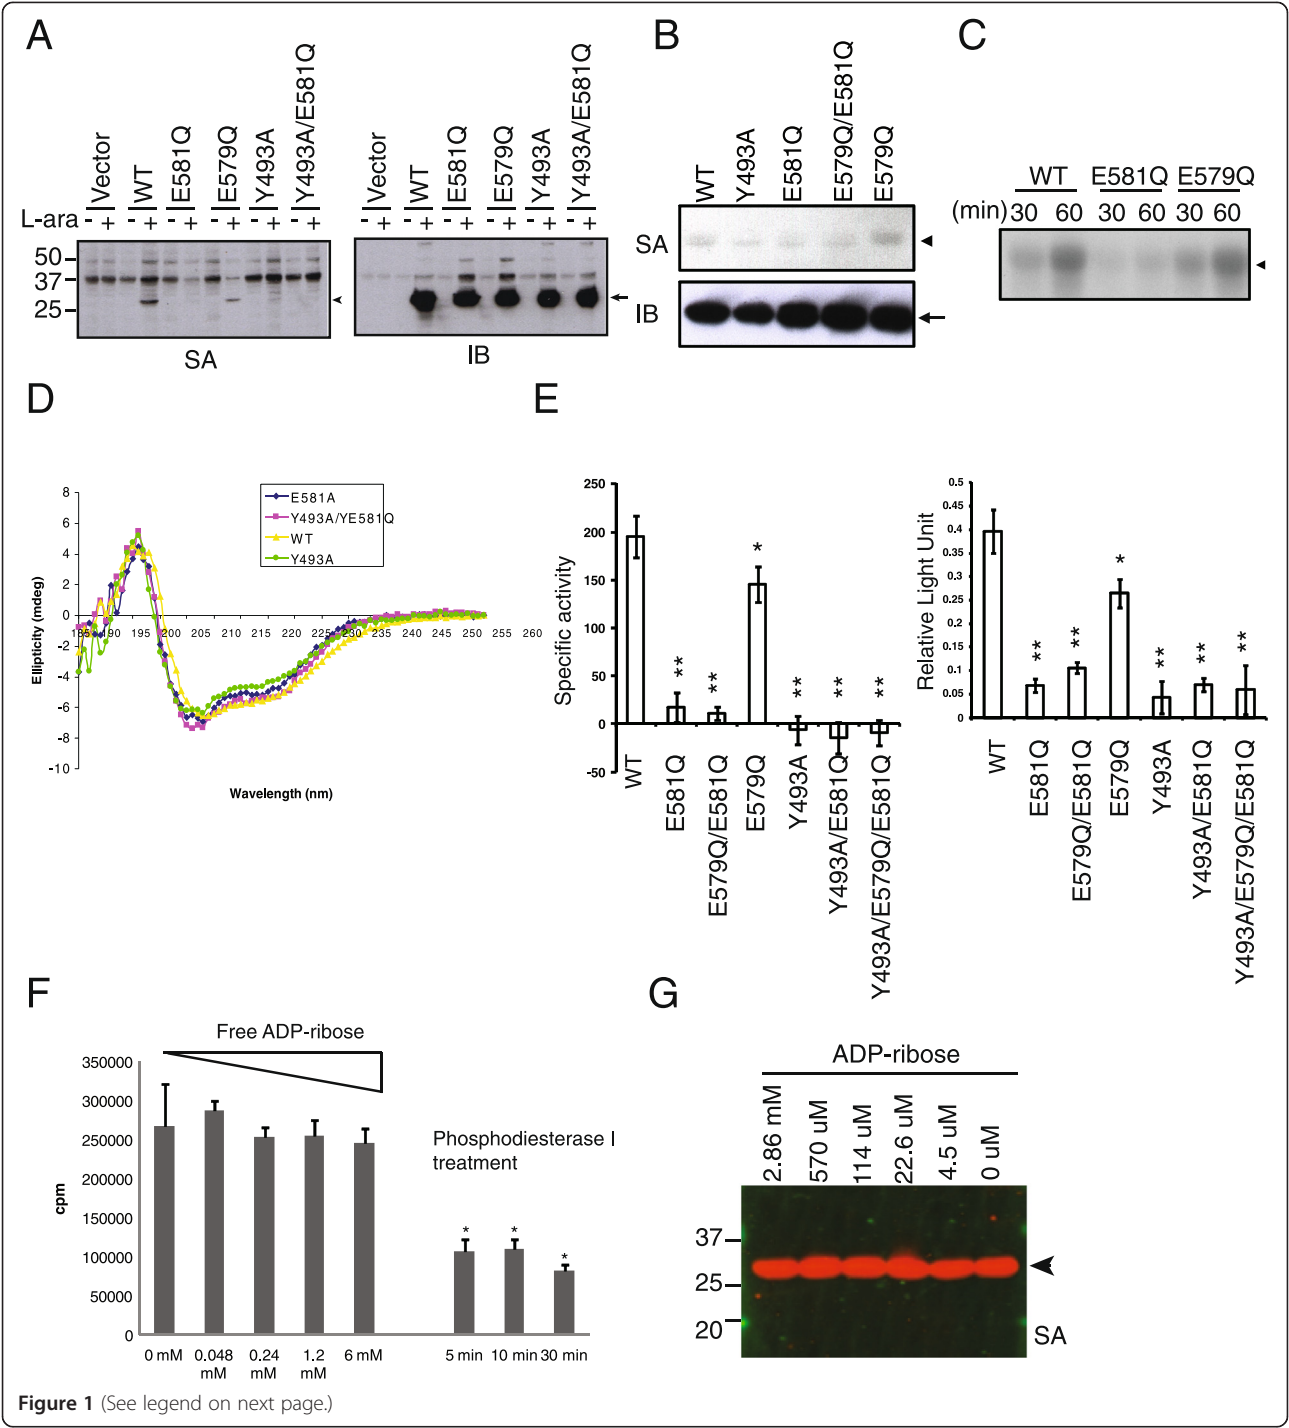 A
Vector
WT
E581Q
E579Q
Y493A
Y493A/E581Q
L-ara
- + - + - + - + - + - +
50
37
25
SA
Vector
WT
E581Q
E579Q
Y493A
Y493A/E581Q
- + - + - + - + - + - +
IB
B
WT
Y493A
E581Q
E579Q/E581Q
E579Q
SA
IB
C
WT E581Q E579Q
(min) 30 60 30 60 30 60
D
8
6
4
2
0
-2
-4
-6
-8
-10
Ellipticity (mdeg)
E581A
Y493A/YE581Q
WT
Y493A
185 190 195 200 205 210 215 220 225 230 235 240 245 250 260
Wavelength (nm)
E
250
200
150
100
50
0
-50
Specific activity
** ** * ** ** **
WT
E581Q
E579Q/E581Q
E579Q
Y493A
Y493A/E581Q
Y493A/E579Q/E581Q
0.5
0.45
0.4
0.35
0.3
0.25
0.2
0.15
0.1
0.05
0
Relative Light Unit
** ** * ** ** **
WT
E581Q
E579Q/E581Q
E579Q
Y493A
Y493A/E581Q
Y493A/E579Q/E581Q
F
Free ADP-ribose
350000
300000
250000
200000
150000
100000
50000
0
cpm
Phosphodiesterase I
treatment
* * *
0 mM 0.048 mM 0.24 mM 1.2 mM 6 mM 5 min 10 min 30 min
G
ADP-ribose
2.86 mM
570 uM
114 uM
22.6 uM
4.5 uM
0 uM
37
25
20
SA
Figure 1 (See legend on next page.)